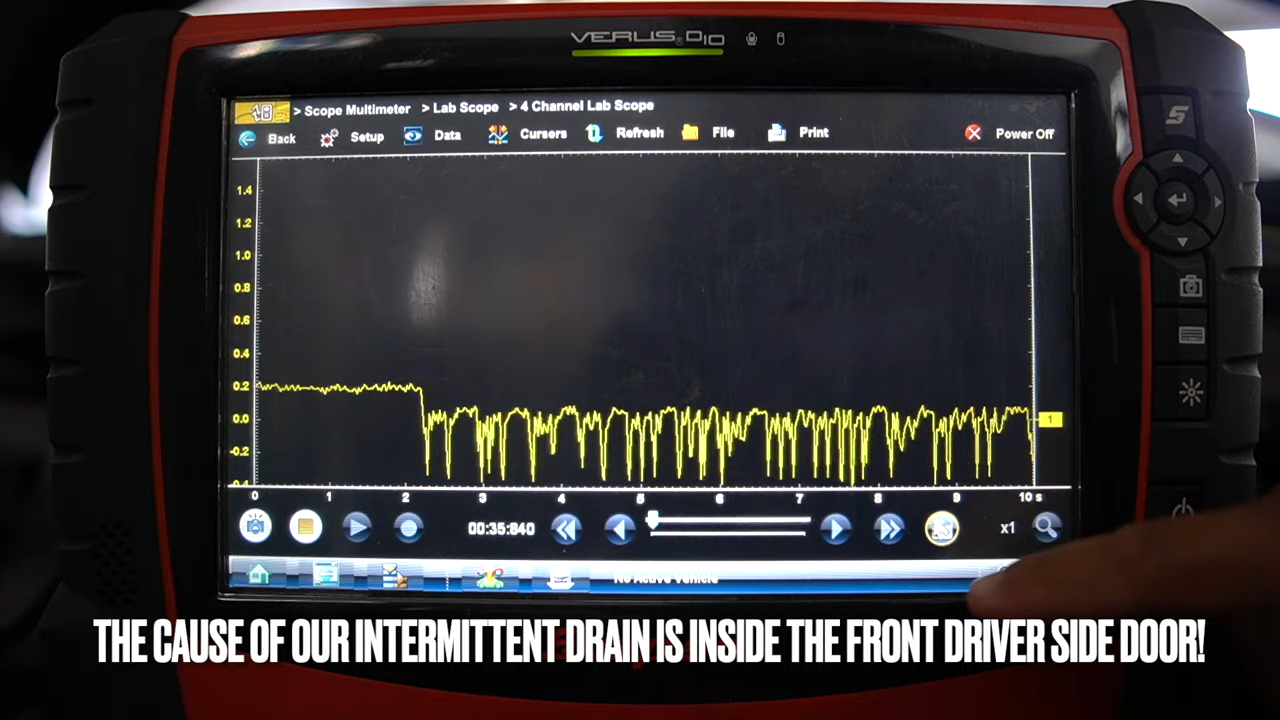 VERUS® D10
> Scope Multimeter > Lab Scope > 4 Channel Lab Scope
Back Setup Data Cursers Refresh File Print Power Off
1.4
1.2
1.0
0.8
0.6
0.4
0.2
0.0
-0.2
-0.4
1
0 1 2 3 4 5 6 7 8 9 10 s
00:35:840 x1
No Active Vehicle
THE CAUSE OF OUR INTERMITTENT DRAIN IS INSIDE THE FRONT DRIVER SIDE DOOR!